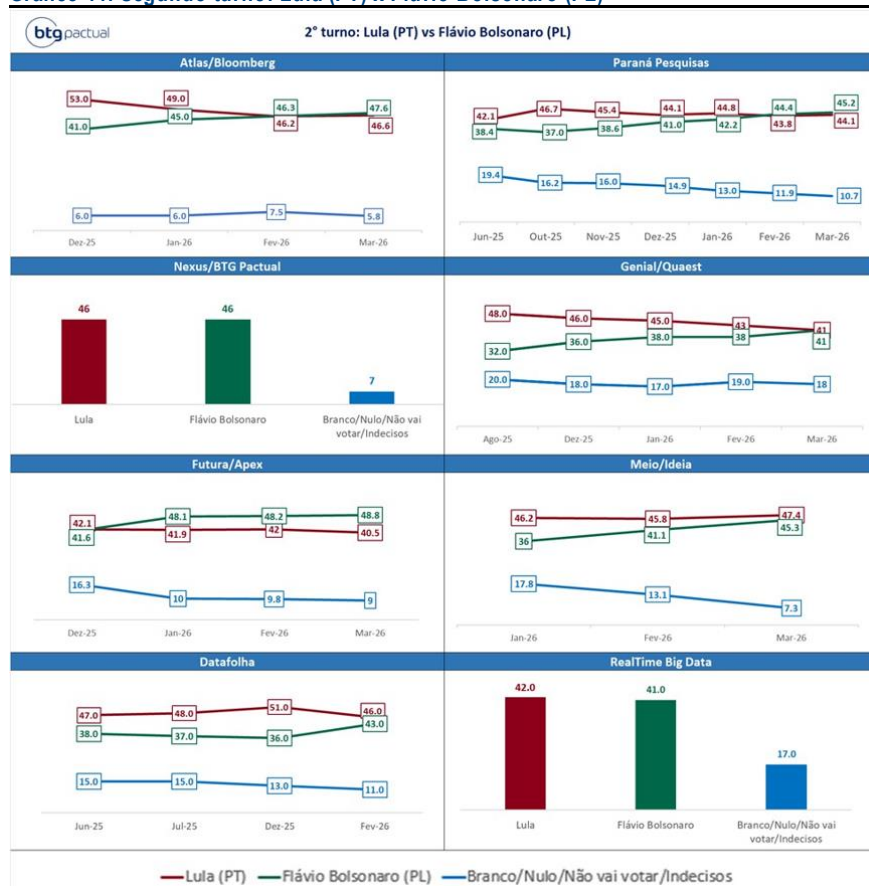 Gráfico 11: Segundo turno: Lula (PT) x Flávio Bolsonaro (PL)
btgpactual
2° turno: Lula (PT) vs Flávio Bolsonaro (PL)
Atlas/Bloomberg
53.0 49.0 46.3 47.6
41.0 45.0 46.2 46.6
6.0 6.0 7.5 5.8
Dez-25 Jan-26 Fev-26 Mar-26
Paraná Pesquisas
42.1 46.7 45.4 44.1 44.8 44.4 45.2
38.4 37.0 38.6 41.0 42.2 43.8 44.1
19.4 16.2 16.0 14.9 13.0 11.9 10.7
Jun-25 Out-25 Nov-25 Dez-25 Jan-26 Fev-26 Mar-26
Nexus/BTG Pactual
46 46 7
Lula Flávio Bolsonaro Branco/Nulo/Não vai
votar/Indecisos
Genial/Quaest
48.0 46.0 45.0 43 41
32.0 36.0 38.0 38 41
20.0 18.0 17.0 19.0 18
Ago-25 Dez-25 Jan-26 Fev-26 Mar-26
Futura/Apex
42.1 48.1 48.2 48.8
41.6 41.9 42 40.5
16.3 10 9.8 9
Dez-25 Jan-26 Fev-26 Mar-26
Meio/Ideia
46.2 45.8 47.4
36 41.1 45.3
17.8 13.1 7.3
Jan-26 Fev-26 Mar-26
Datafolha
47.0 48.0 51.0 46.0
38.0 37.0 36.0 43.0
15.0 15.0 13.0 11.0
Jun-25 Jul-25 Dez-25 Fev-26
RealTime Big Data
42.0 41.0 17.0
Lula Flávio Bolsonaro Branco/Nulo/Não vai
votar/Indecisos
Lula (PT) Flávio Bolsonaro (PL) Branco/Nulo/Não vai votar/Indecisos